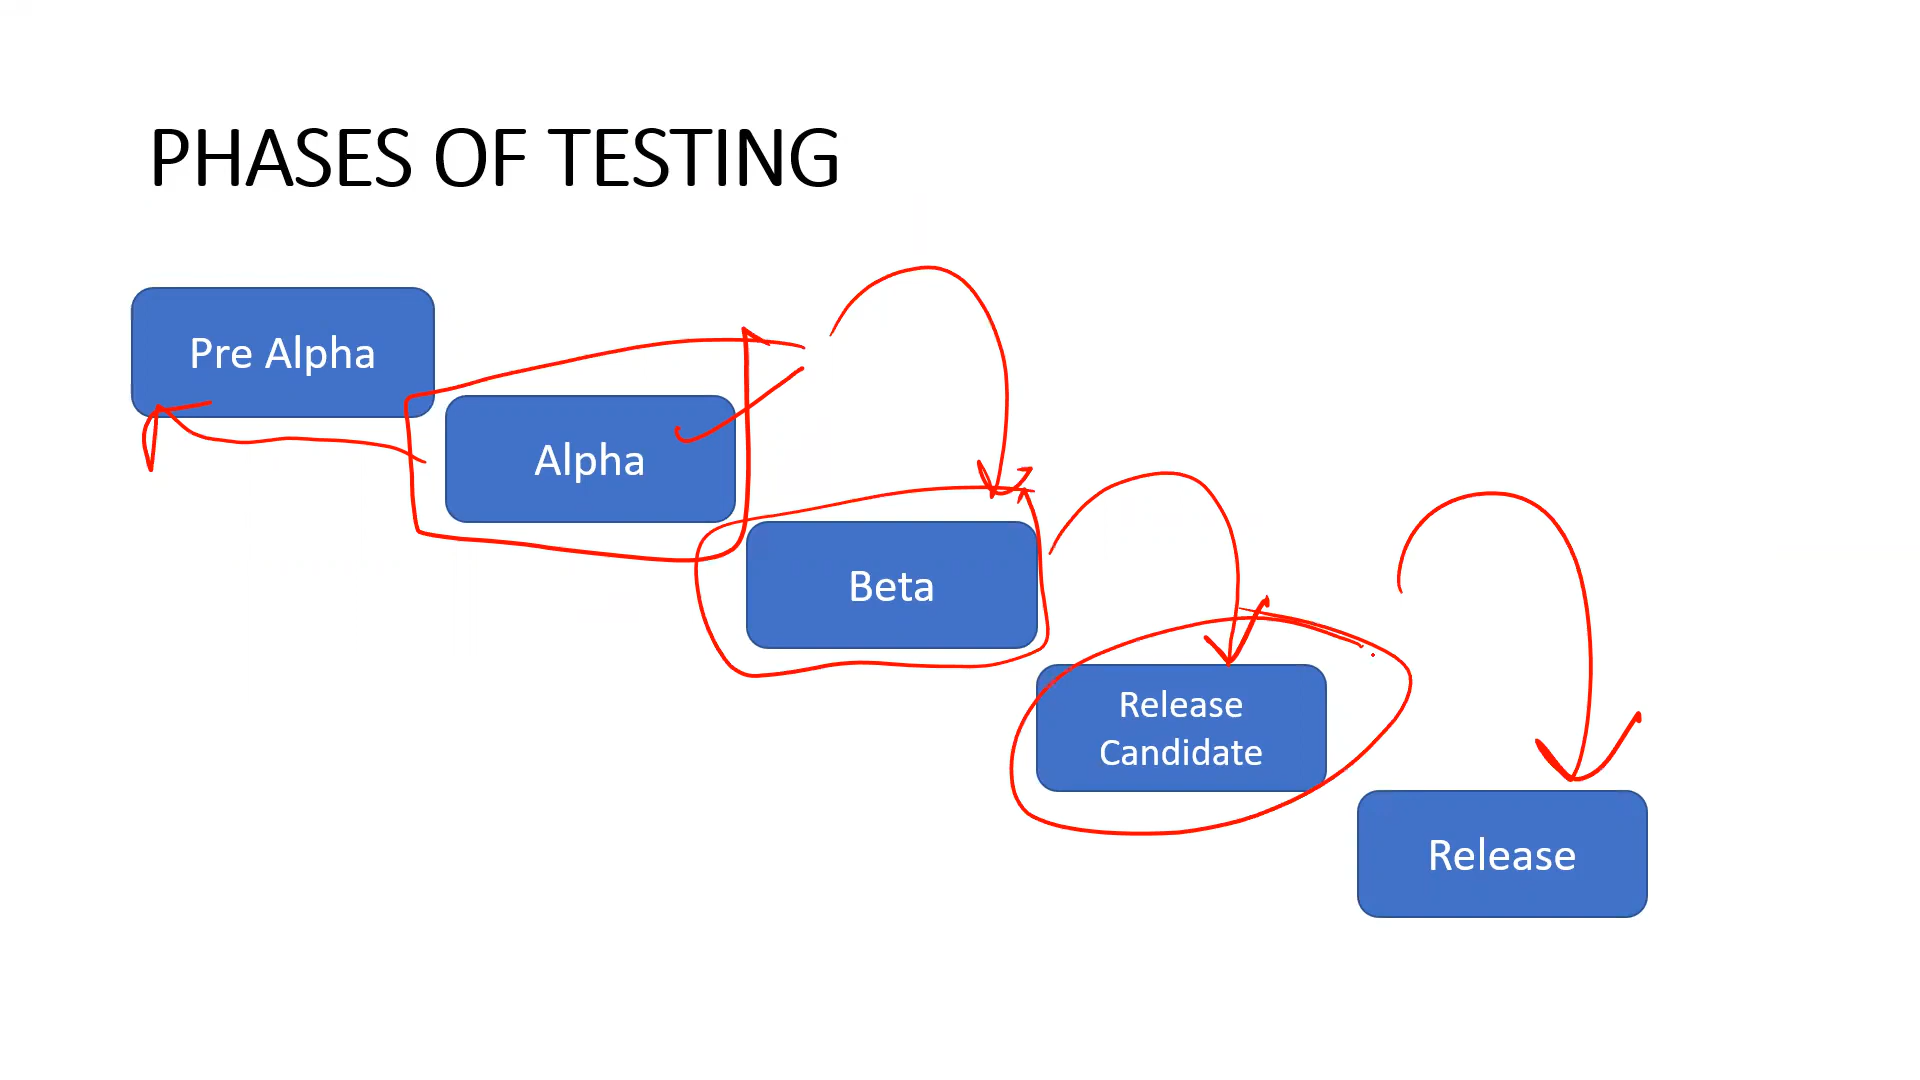 PHASES OF TESTING
Pre Alpha
Alpha
Beta
Release
Candidate
Release